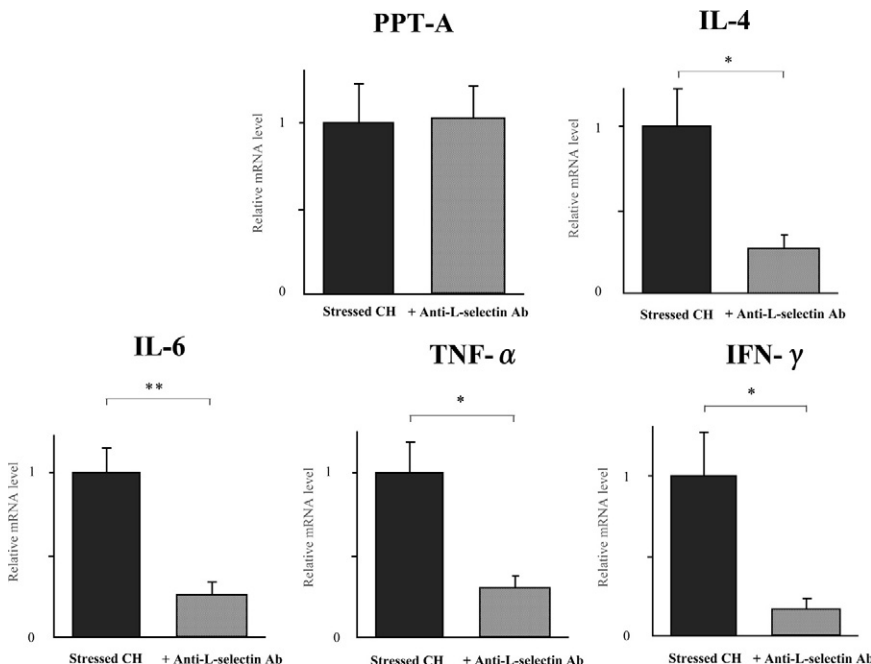 PPT-A
Relative mRNA level
1
0
Stressed CH
+ Anti-L-selectin Ab
IL-4
*
Relative mRNA level
1
0
Stressed CH
+ Anti-L-selectin Ab
IL-6
**
Relative mRNA level
1
0
Stressed CH
+ Anti-L-selectin Ab
TNF- α
*
Relative mRNA level
1
0
Stressed CH
+ Anti-L-selectin Ab
IFN- γ
*
Relative mRNA level
1
0
Stressed CH
+ Anti-L-selectin Ab